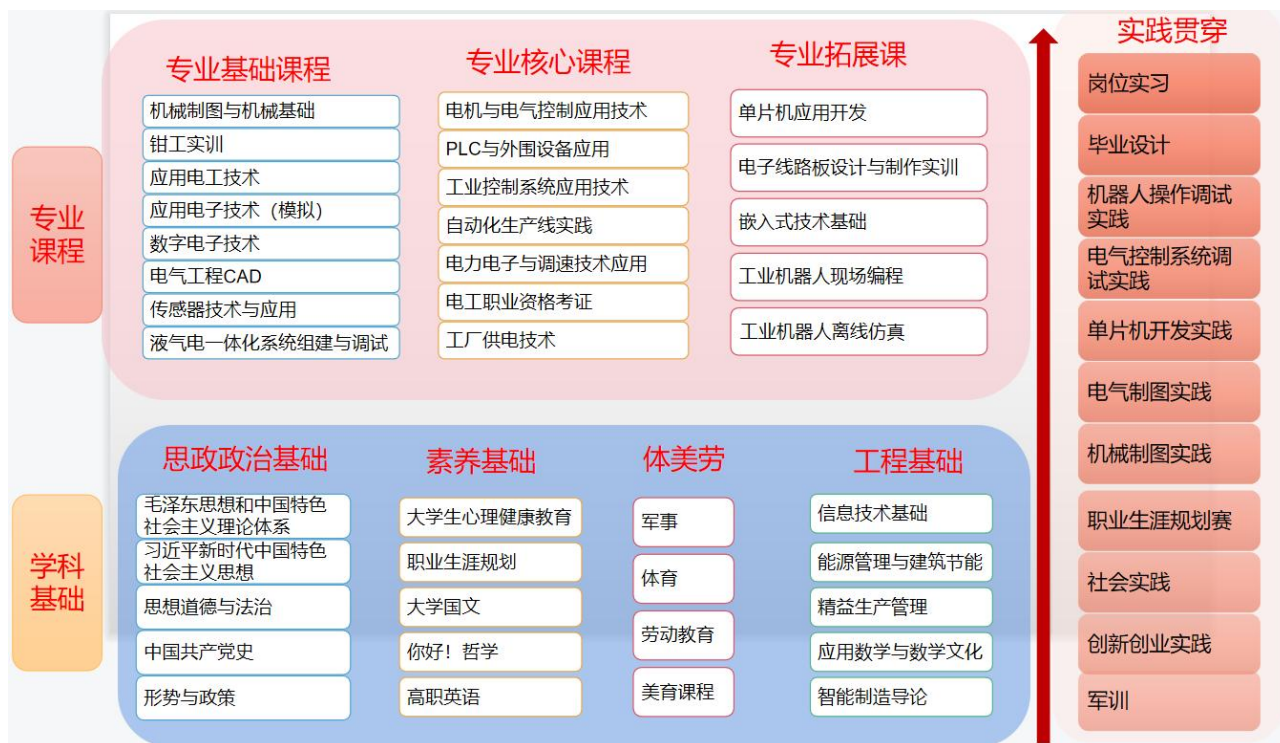 专业
课程
专业基础课程
机械制图与机械基础
钳工实训
应用电工技术
应用电子技术（模拟）
数字电子技术
电气工程CAD
传感器技术与应用
液气电一体化系统组建与调试
专业核心课程
电机与电气控制应用技术
PLC与外围设备应用
工业控制系统应用技术
自动化生产线实践
电力电子与调速技术应用
电工职业资格考证
工厂供电技术
专业拓展课
单片机应用开发
电子线路板设计与制作实训
嵌入式技术基础
工业机器人现场编程
工业机器人离线仿真
学科
基础
思政政治基础
毛泽东思想和中国特色
社会主义理论体系
习近平新时代中国特色
社会主义思想
思想道德与法治
中国共产党史
形势与政策
素养基础
大学生心理健康教育
职业生涯规划
大学国文
你好！哲学
高职英语
体美劳
军事
体育
劳动教育
美育课程
工程基础
信息技术基础
能源管理与建筑节能
精益生产管理
应用数学与数学文化
智能制造导论
实践贯穿
岗位实习
毕业设计
机器人操作调试
实践
电气控制系统调
试实践
单片机开发实践
电气制图实践
机械制图实践
职业生涯规划赛
社会实践
创新创业实践
军训